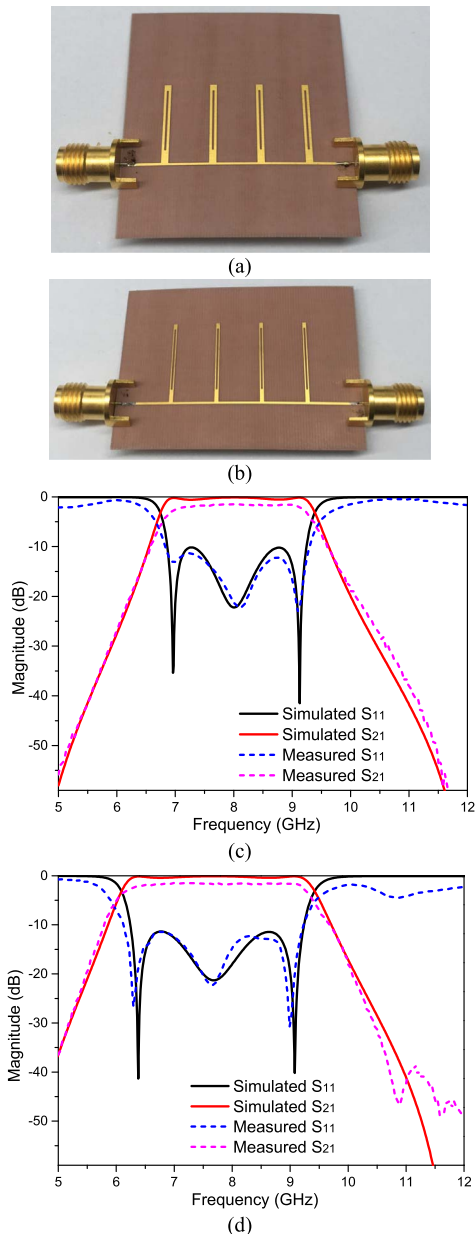 (a)
(b)
0
-10
-20
-30
-40
-50
Magnitude (dB)
Simulated S11
Simulated S21
Measured S11
Measured S21
5 6 7 8 9 10 11 12
Frequency (GHz)
(c)
0
-10
-20
-30
-40
-50
Magnitude (dB)
Simulated S11
Simulated S21
Measured S11
Measured S21
5 6 7 8 9 10 11 12
Frequency (GHz)
(d)